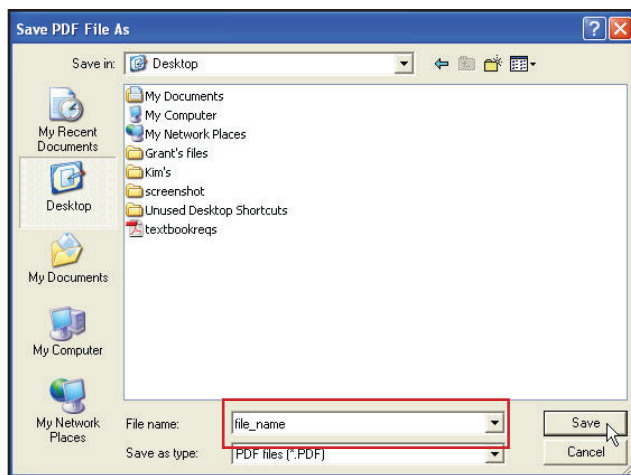 Save PDF File As
Save in:
Desktop
My Recent
Documents
Desktop
My Documents
My Computer
My Network
Places
My Documents
My Computer
My Network Places
Grant's files
Kim's
screenshot
Unused Desktop Shortcuts
textbookreqs
File name:
file_name
Save
Save as type:
PDF files (*.PDF)
Cancel